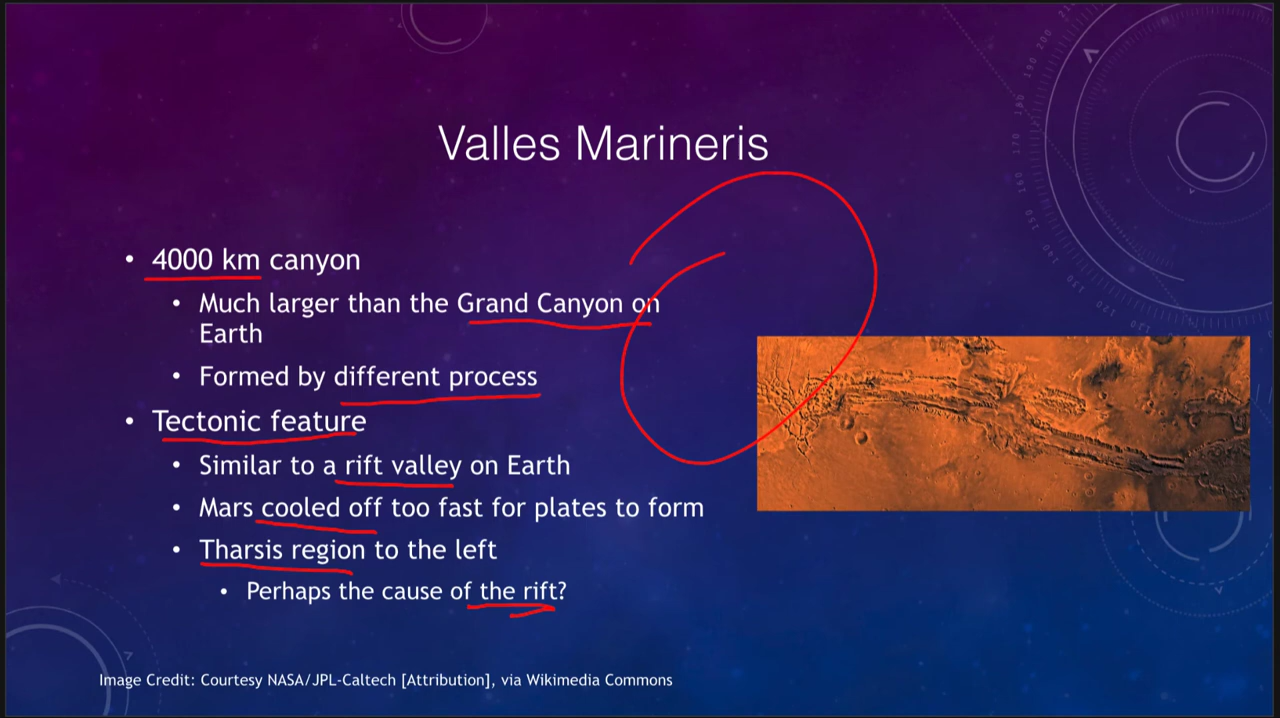 Valles Marineris
• 4000 km canyon
• Much larger than the Grand Canyon on
Earth
• Formed by different process
• Tectonic feature
• Similar to a rift valley on Earth
• Mars cooled off too fast for plates to form
• Tharsis region to the left
• Perhaps the cause of the rift?
Image Credit: Courtesy NASA/JPL-Caltech [Attribution], via Wikimedia Commons